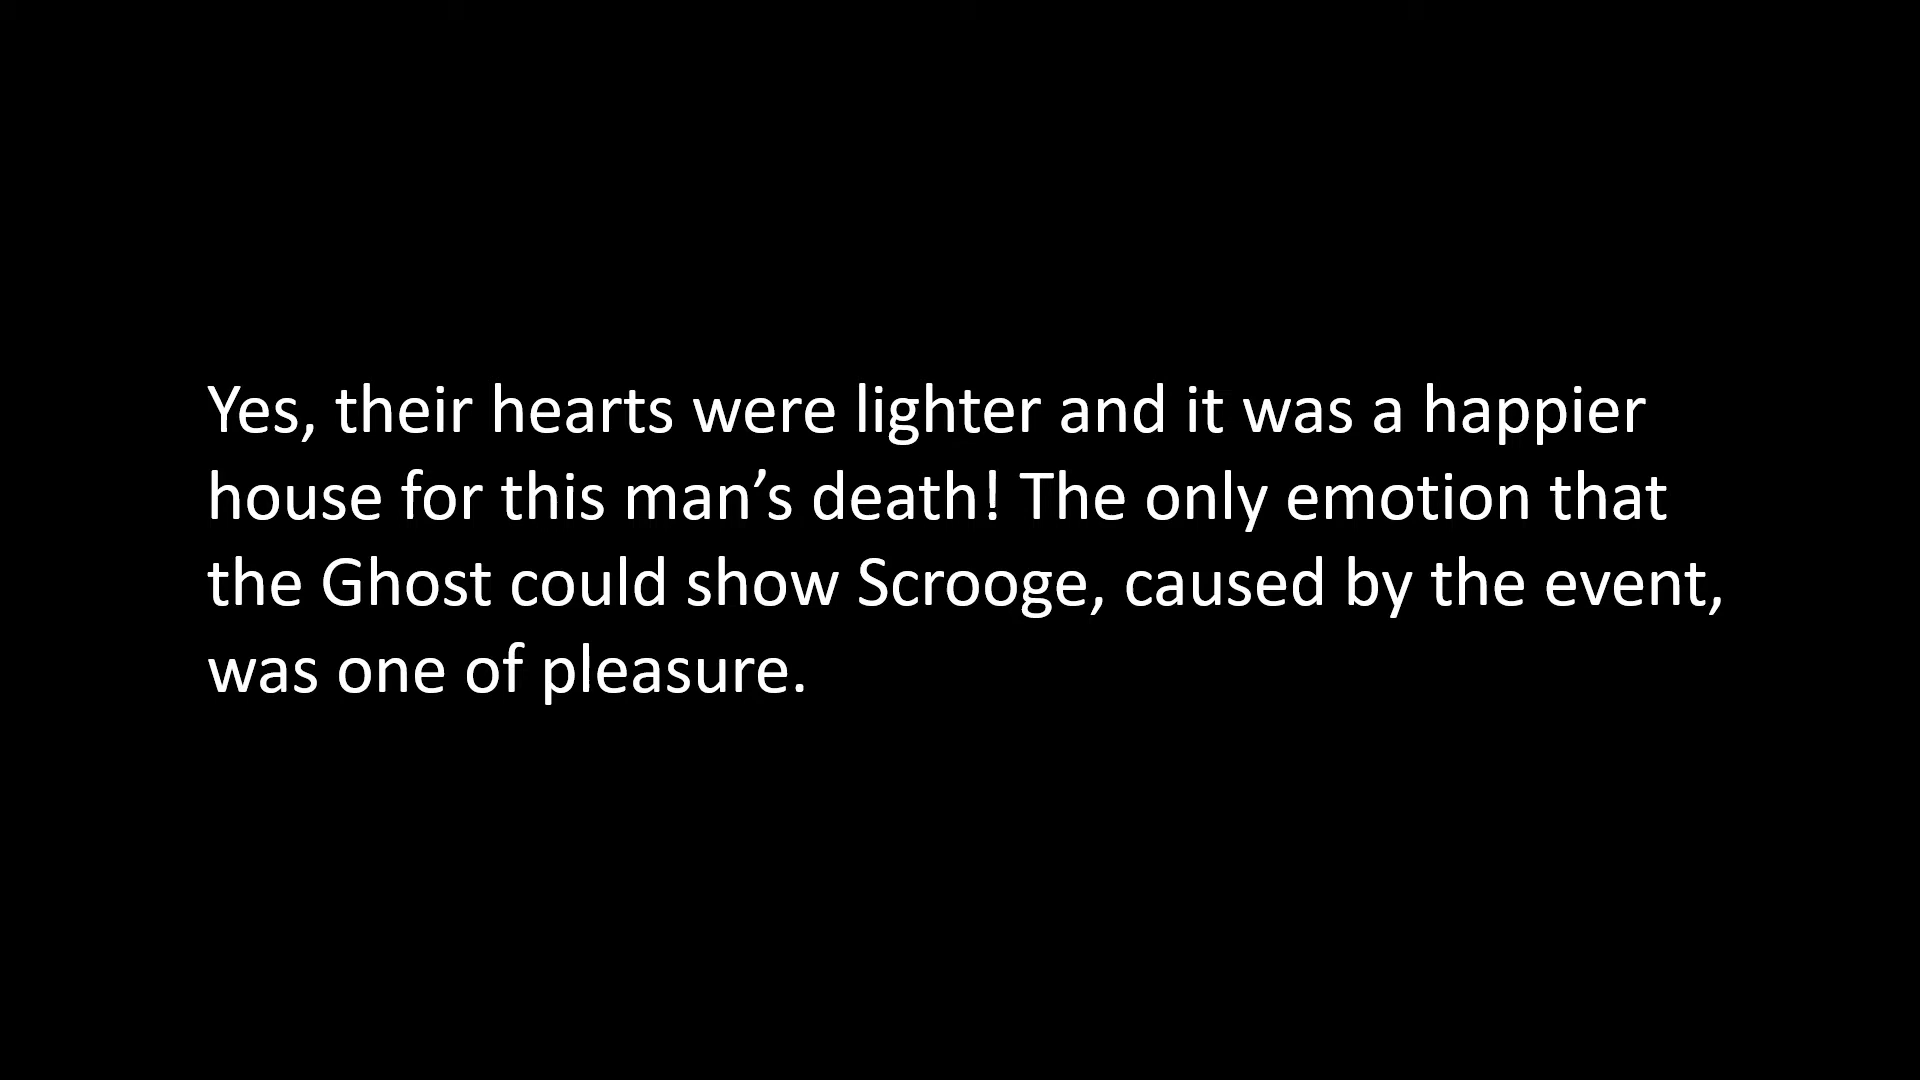 Yes, their hearts were lighter and it was a happier
house for this man’s death! The only emotion that
the Ghost could show Scrooge, caused by the event,
was one of pleasure.